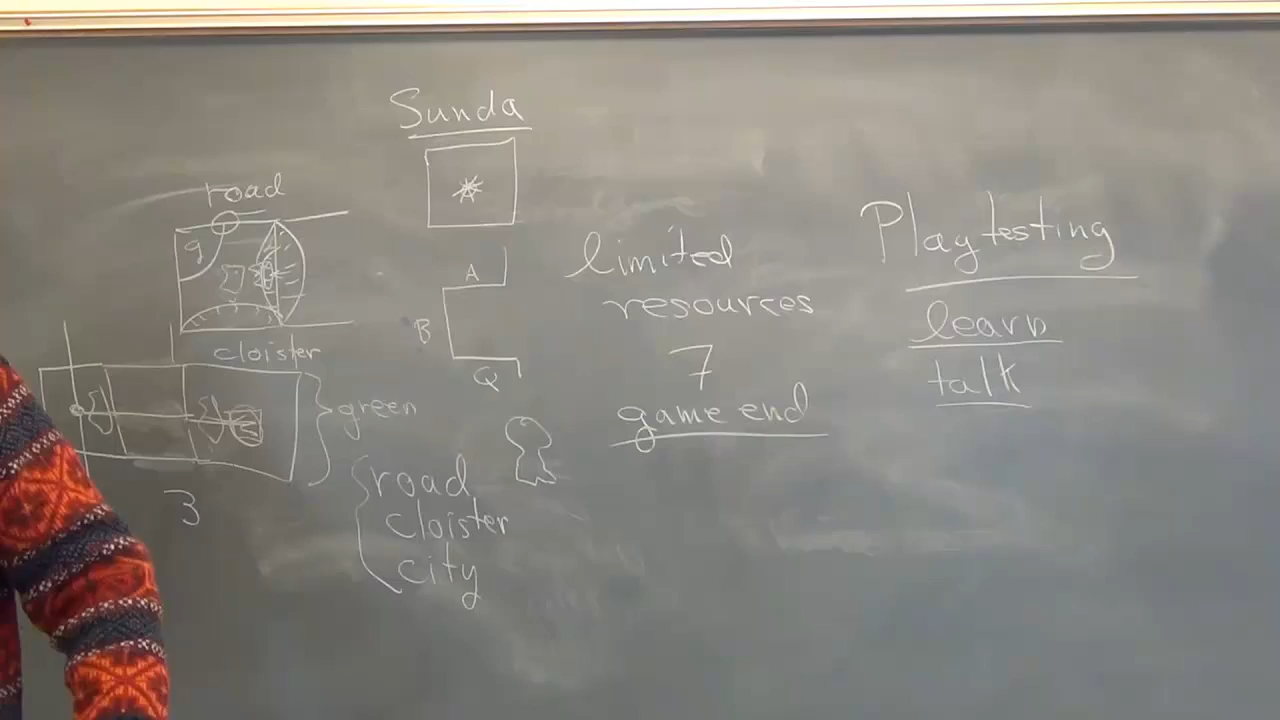 Sunda
road
g
cloister
green
3
road
cloister
city
A
B
Q
limited
resources
7
game end
Playtesting
learn
talk